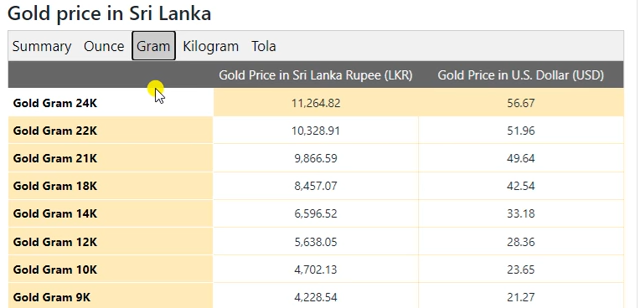 Gold price in Sri Lanka
Summary Ounce Gram Kilogram Tola
Gold Price in Sri Lanka Rupee (LKR) Gold Price in U.S. Dollar (USD)
Gold Gram 24K 11,264.82 56.67
Gold Gram 22K 10,328.91 51.96
Gold Gram 21K 9,866.59 49.64
Gold Gram 18K 8,457.07 42.54
Gold Gram 14K 6,596.52 33.18
Gold Gram 12K 5,638.05 28.36
Gold Gram 10K 4,702.13 23.65
Gold Gram 9K 4,228.54 21.27